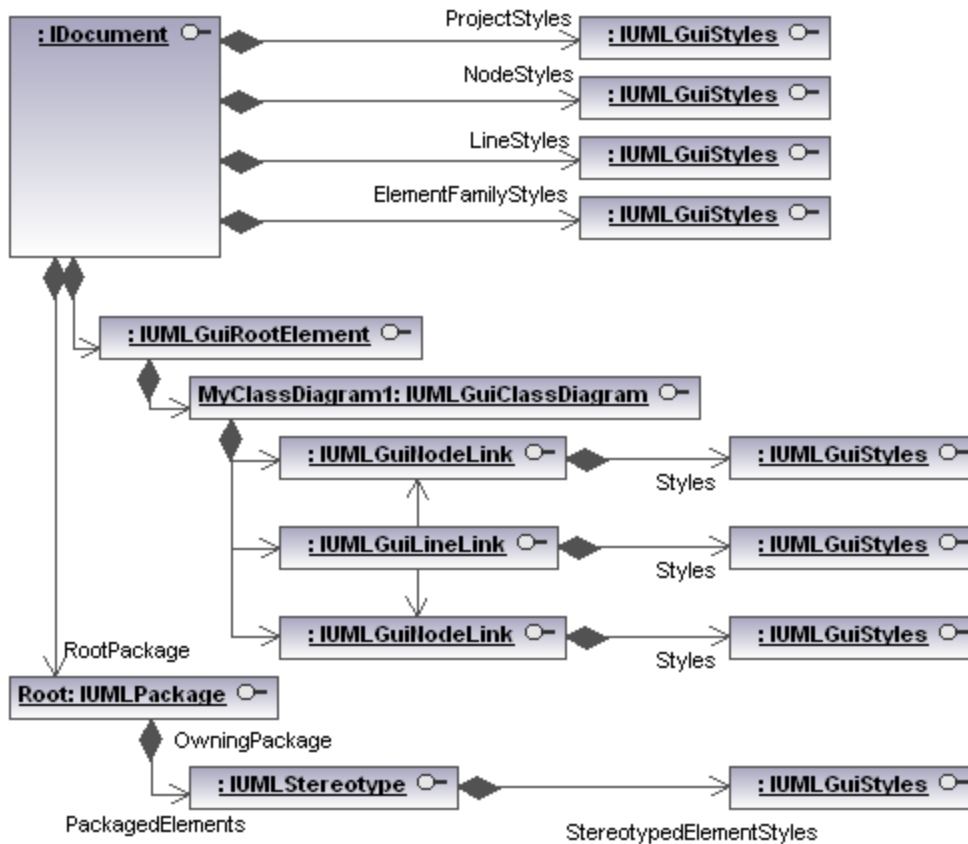 : IDocument
ProjectStyles
: IUMLGuiStyles
NodeStyles
: IUMLGuiStyles
LineStyles
: IUMLGuiStyles
ElementFamilyStyles
: IUMLGuiStyles
: IUMLGuiRootElement
MyClassDiagram1: IUMLGuiClassDiagram
: IUMLGuiNodeLink
Styles
: IUMLGuiStyles
: IUMLGuiLineLink
Styles
: IUMLGuiStyles
: IUMLGuiNodeLink
Styles
: IUMLGuiStyles
RootPackage
Root: IUMLPackage
OwningPackage
: IUMLStereotype
PackagedElements
StereotypedElementStyles
: IUMLGuiStyles